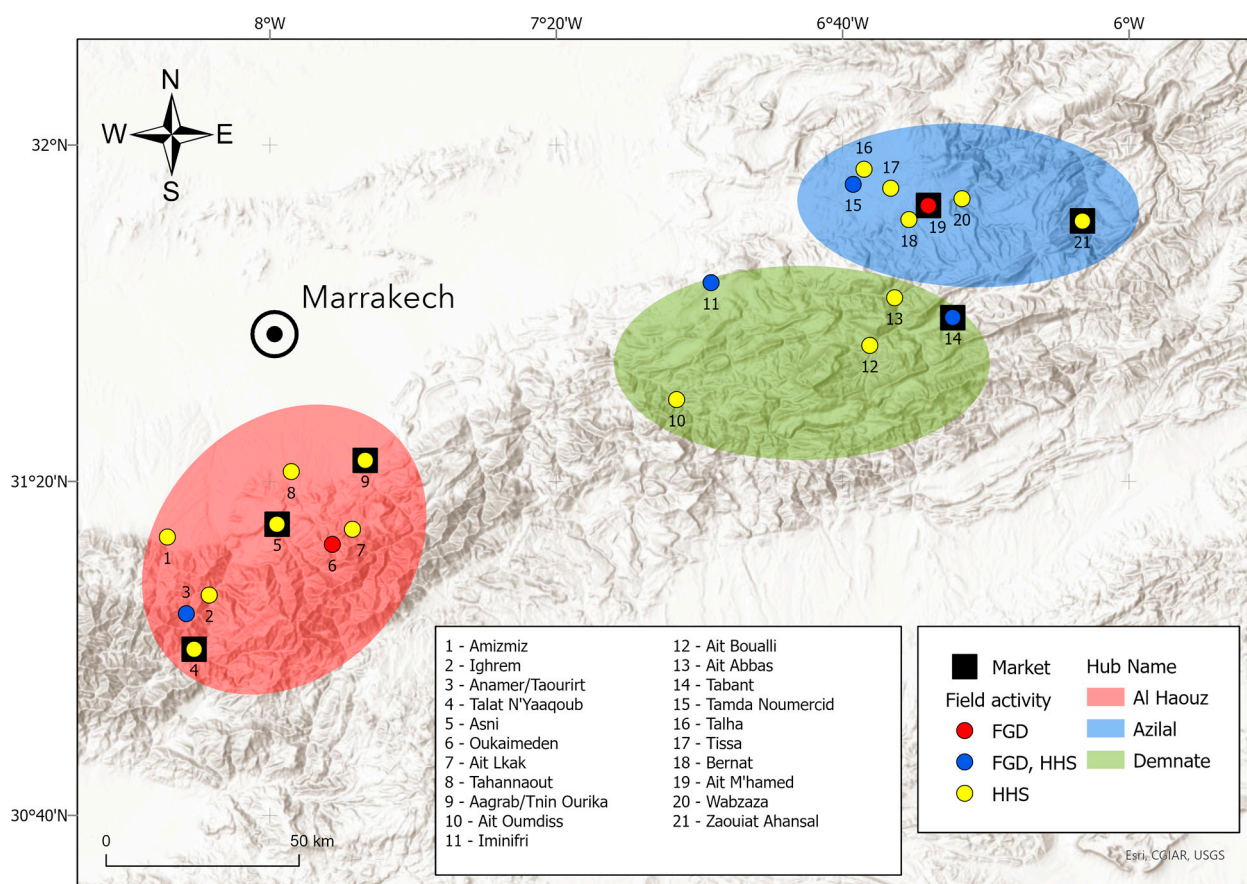 8°W
7°20'W
6°40'W
6°W
N
W
E
S
32°N
16
17
15
18
19
20
21
Marrakech
11
13
14
12
10
31°20'N
8
9
1
5
6
7
3
2
4
30°40'N
0
50 km
1 - Amizmiz
2 - Ighrem
3 - Anamer/Taourirt
4 - Talat N'Yaaqoub
5 - Asni
6 - Oukaimeden
7 - Ait Lkak
8 - Tahannaout
9 - Aagrab/Tnin Ourika
10 - Ait Oumdiss
11 - Iminifri
12 - Ait Boualli
13 - Ait Abbas
14 - Tabant
15 - Tamda Noumercid
16 - Talha
17 - Tissa
18 - Bernat
19 - Ait M'hamed
20 - Wabzaza
21 - Zaouiat Ahansal
Market
Field activity
FGD
FGD, HHS
HHS
Hub Name
Al Haouz
Azilal
Demnate
Esri, CGIAR, USGS